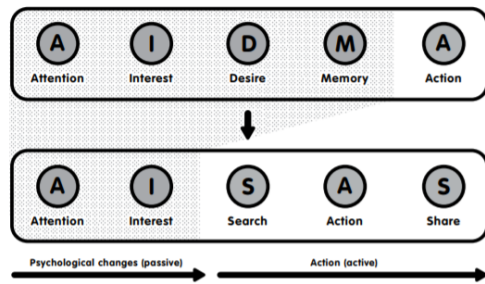 A I D M A
Attention Interest Desire Memory Action
A I S A S
Attention Interest Search Action Share
Psychological changes (passive) Action (active)